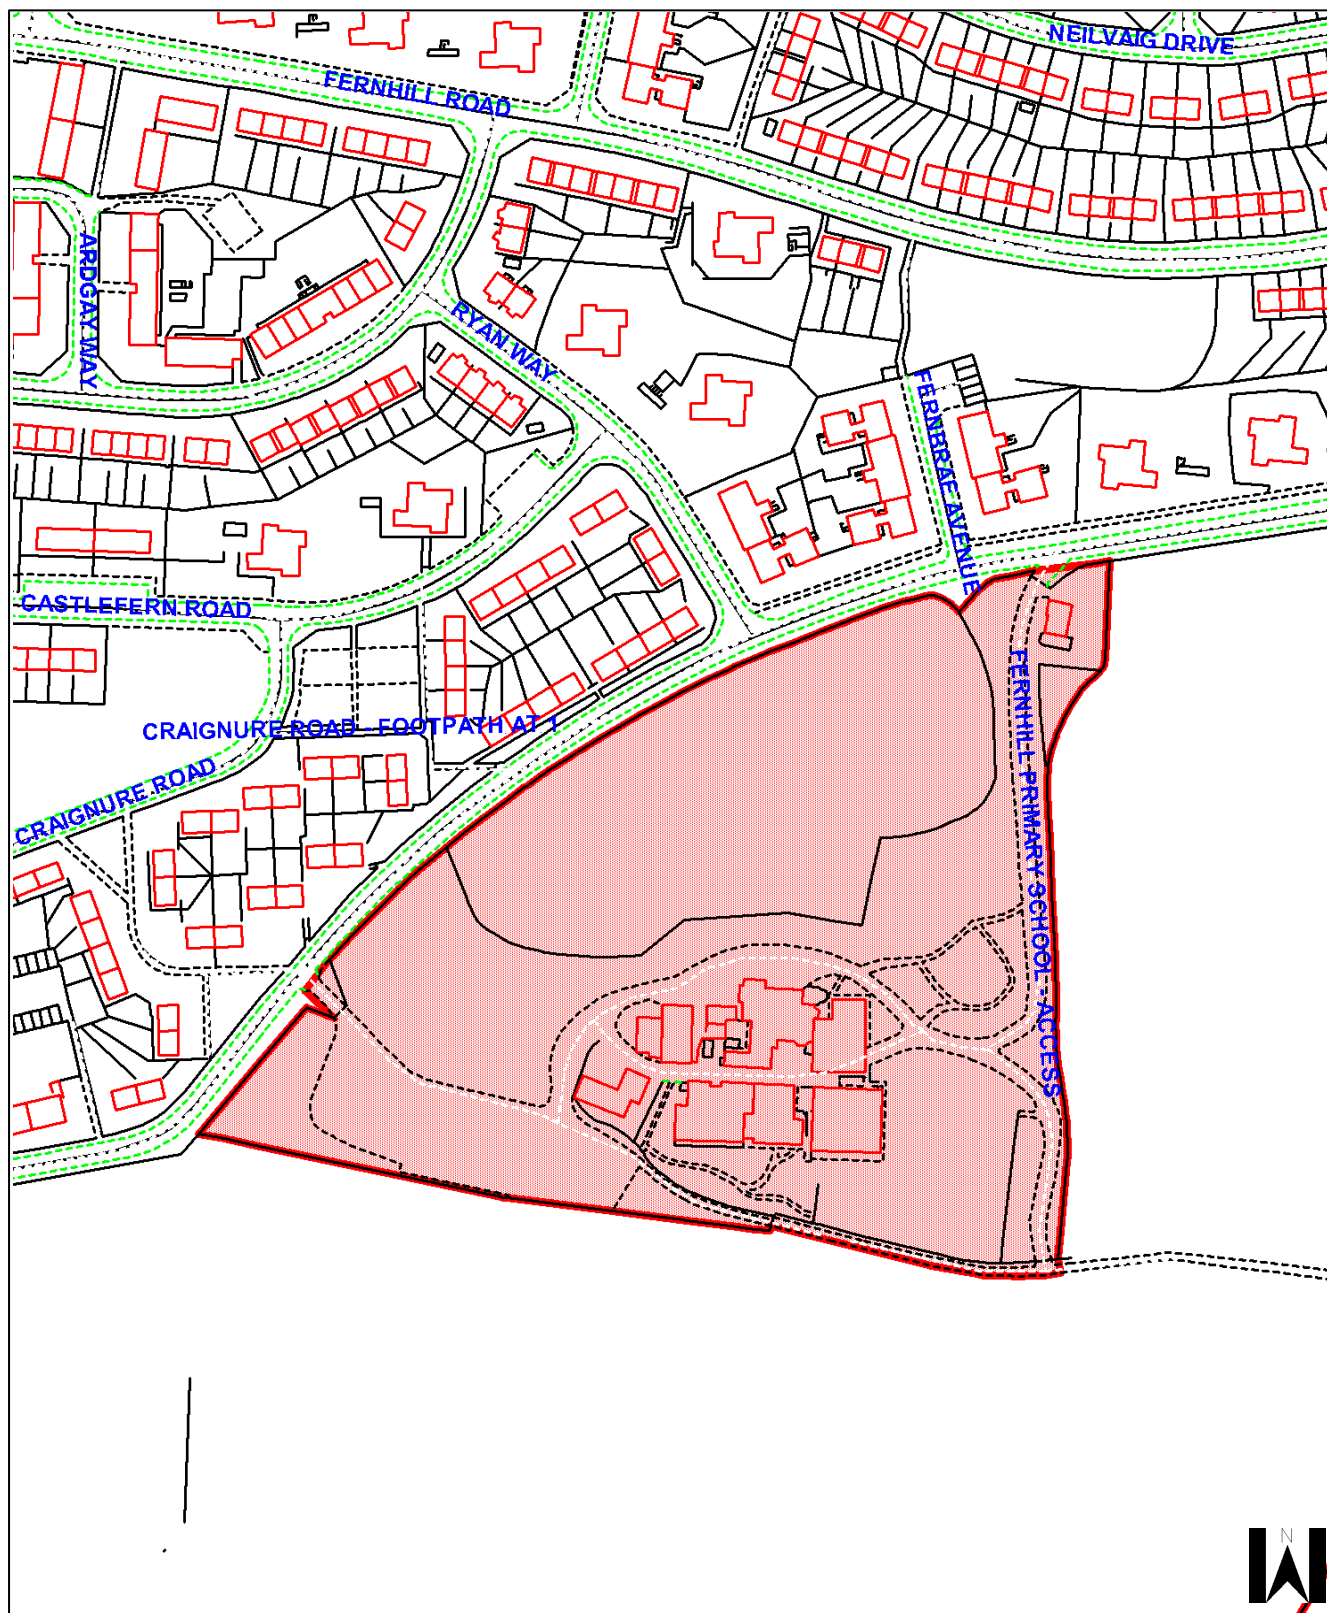 NEILVAIG DRIVE
FERNHILL ROAD
ARDGAY WAY
RYAN WAY
FERNBRAE AVENUE
CASTLEFERN ROAD
FERNHILL PRIMARY SCHOOL - ACCESS
CRAIGNURE ROAD - FOOTPATH AT 1
CRAIGNURE ROAD
N